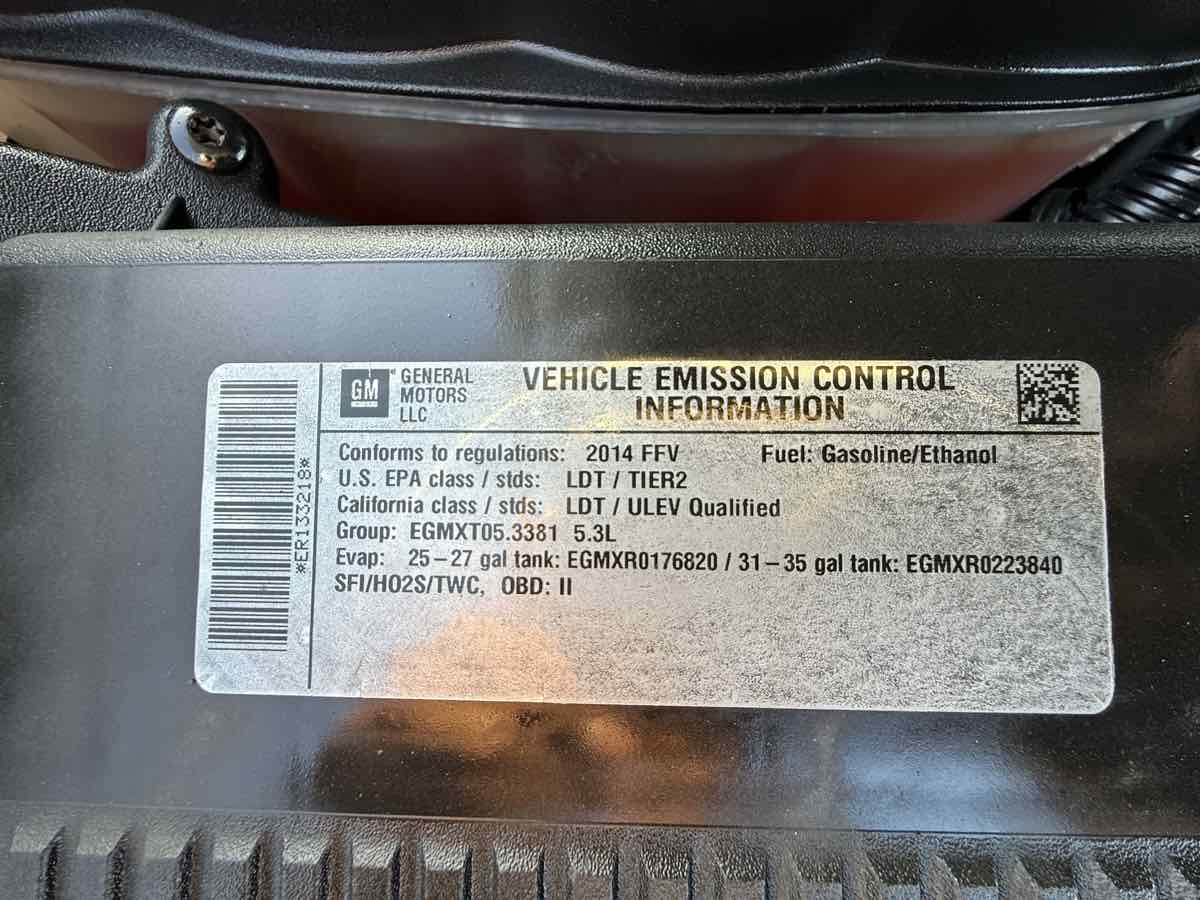 GM GENERAL
MOTORS
LLC
VEHICLE EMISSION CONTROL
INFORMATION
*ER133218*
Conforms to regulations: 2014 FFV Fuel: Gasoline/Ethanol
U.S. EPA class / stds: LDT / TIER2
California class / stds: LDT / ULEV Qualified
Group: EGMXT05.3381 5.3L
Evap: 25–27 gal tank: EGMXR0176820 / 31–35 gal tank: EGMXR0223840
SFI/HO2S/TWC, OBD: II